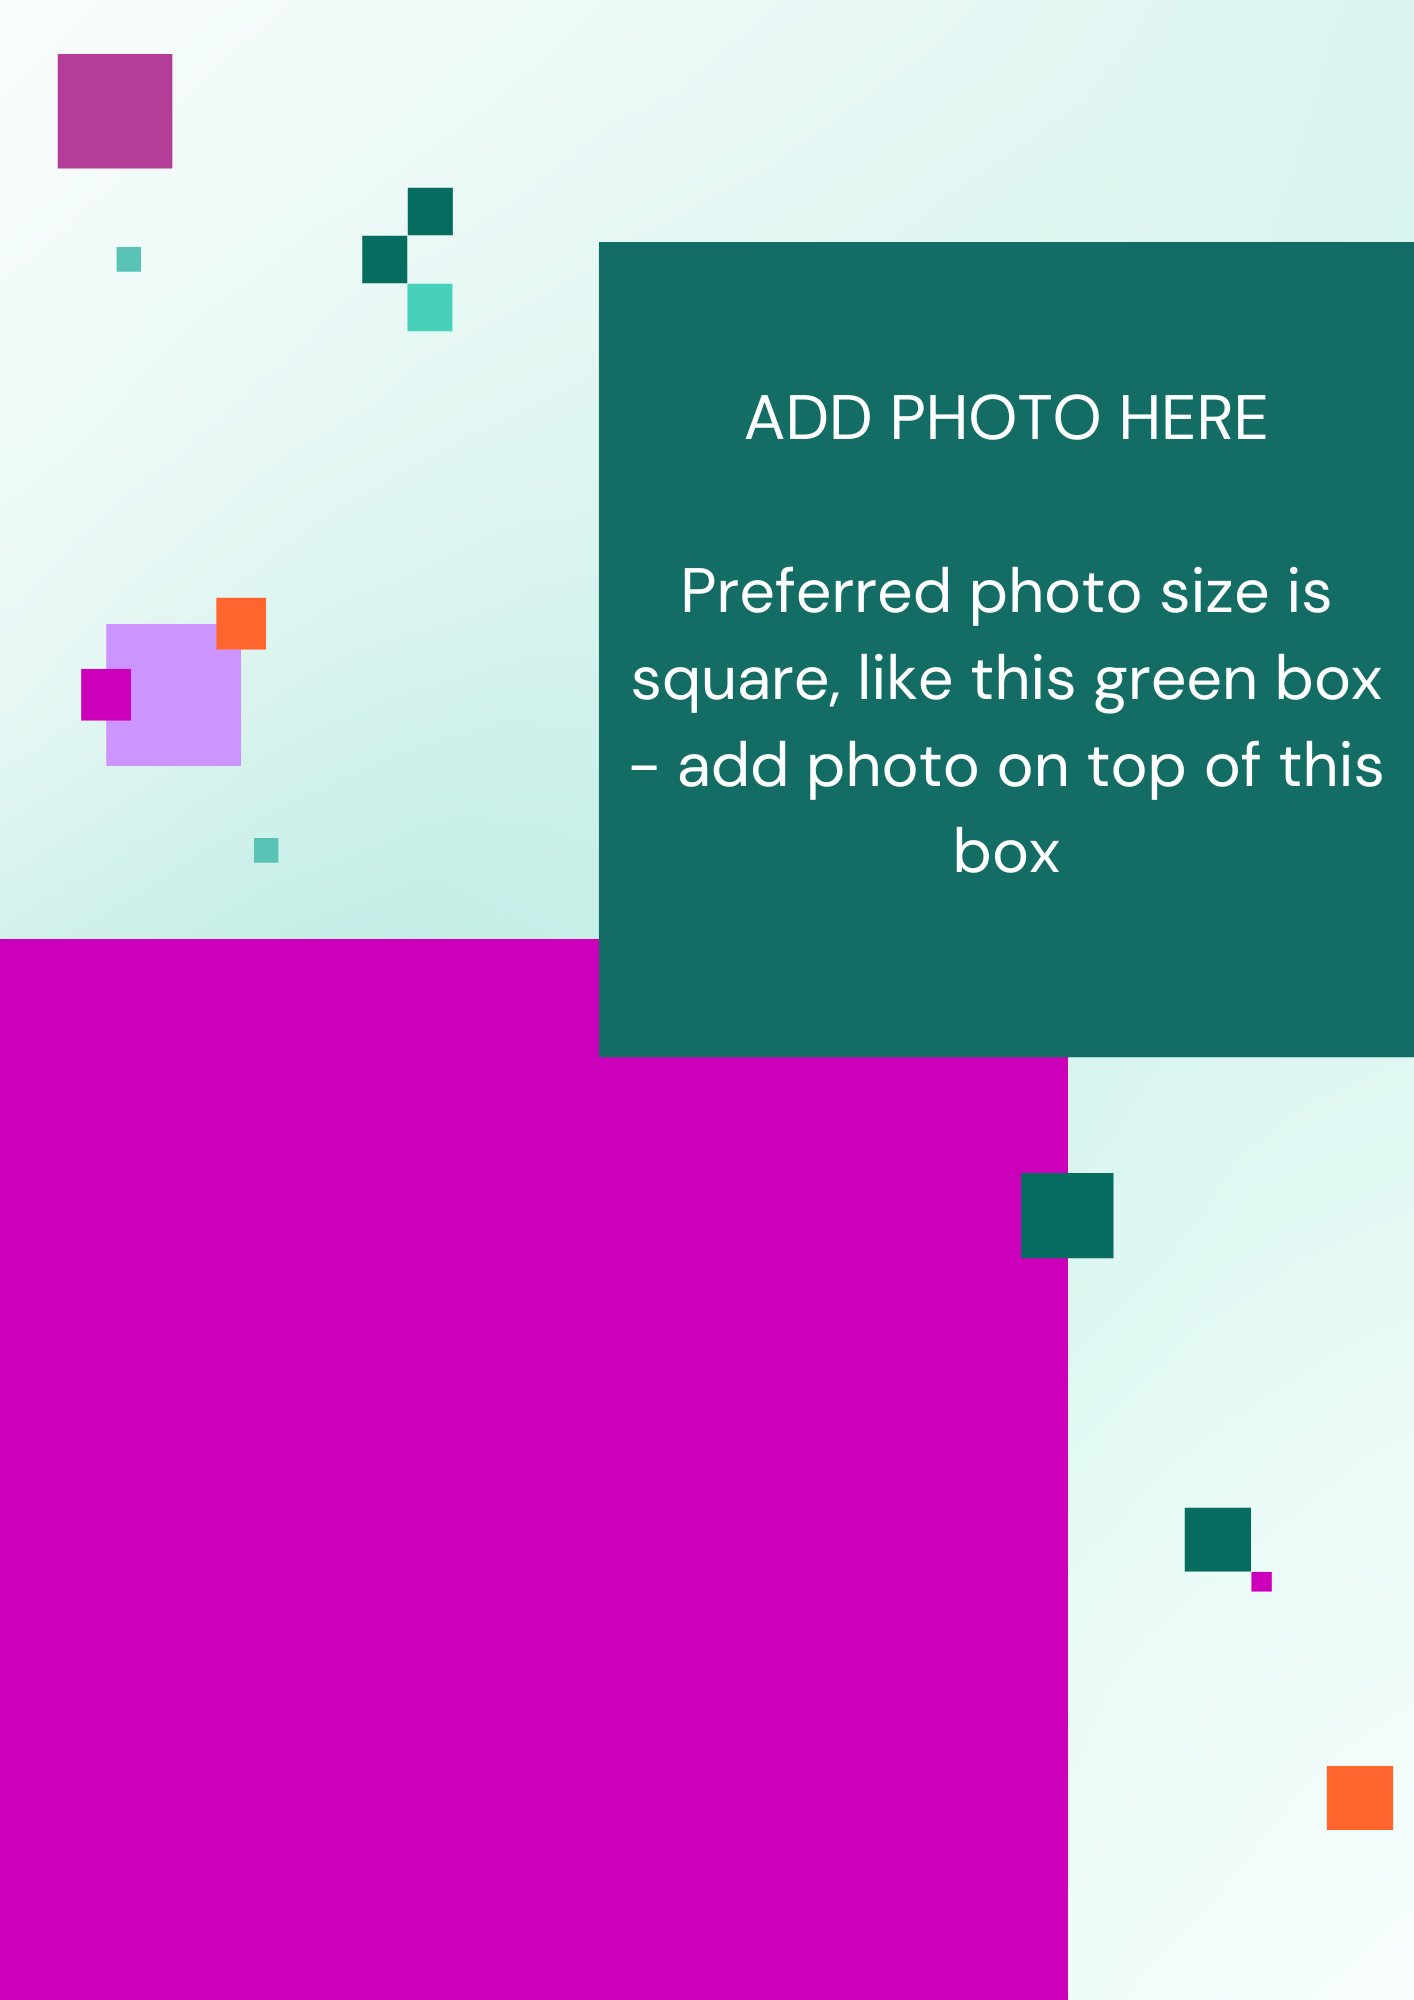 ADD PHOTO HERE
Preferred photo size is
square, like this green box
- add photo on top of this
box